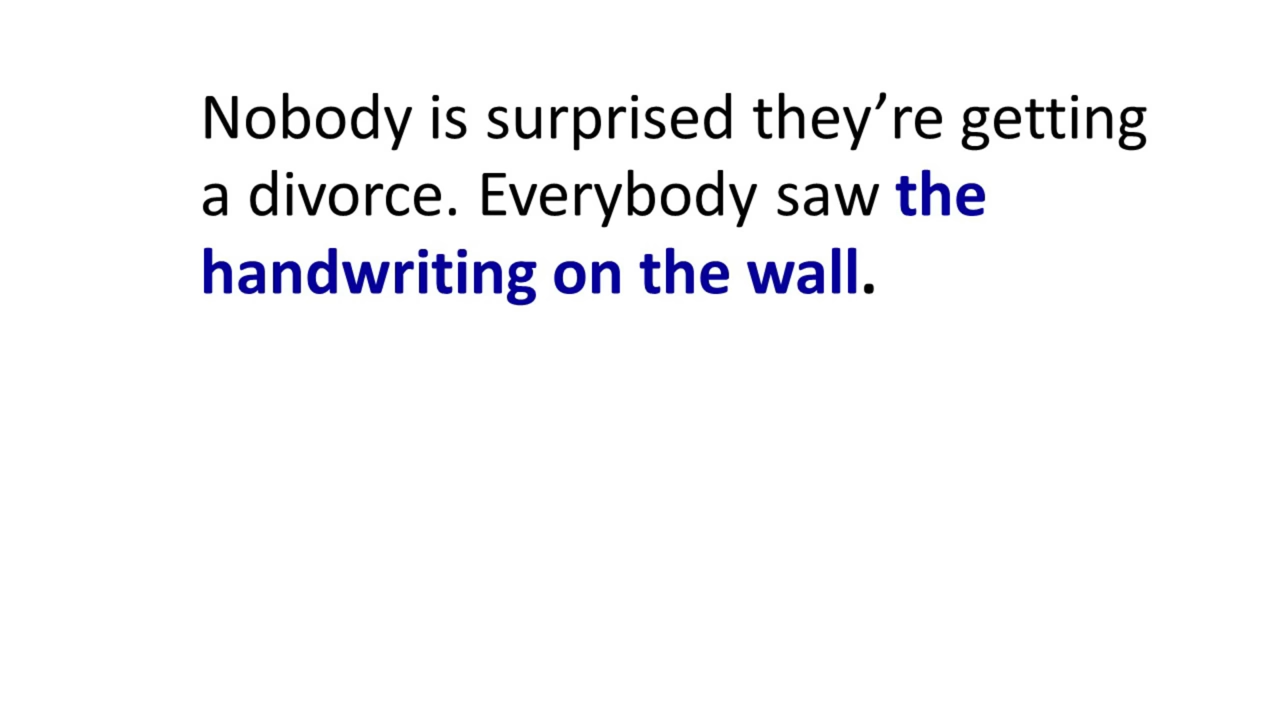 Nobody is surprised they’re getting
a divorce. Everybody saw the
handwriting on the wall.